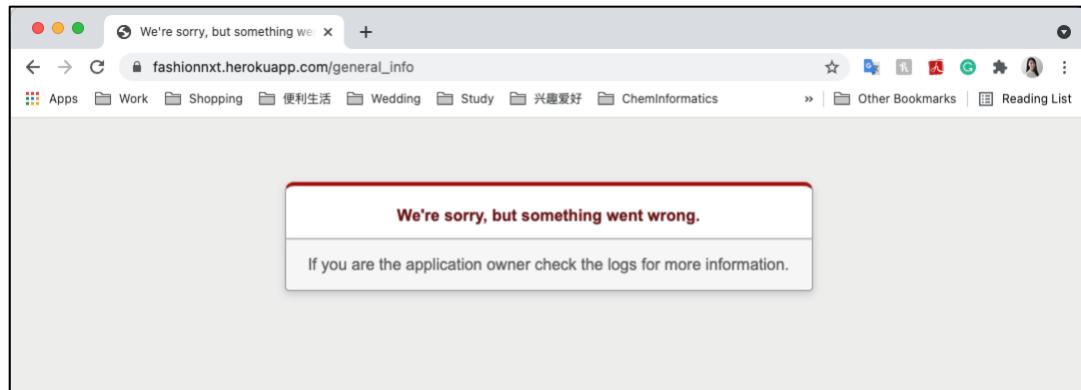 We're sorry, but something we
fashionnxt.herokuapp.com/general_info
Apps Work Shopping 便利生活 Wedding Study 兴趣爱好 ChemInformatics » Other Bookmarks Reading List
We're sorry, but something went wrong.
If you are the application owner check the logs for more information.